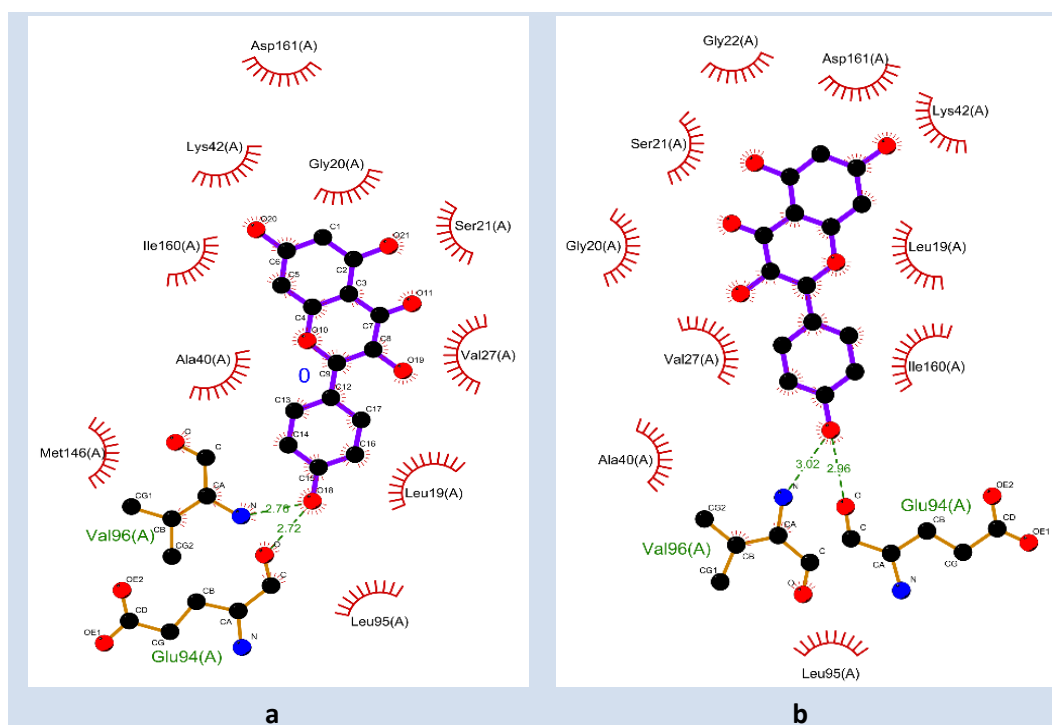 Asp161(A)
Lys42(A)
Gly20(A)
Ser21(A)
Ile160(A)
O20
C1
O21
C6
C2
C5
C3
O11
C4
C7
O10
C8
Ala40(A)
Val27(A)
C9
O19
0
C12
C13
C17
Met146(A)
O
C
C14
C16
C15
Leu19(A)
CA
O18
CG1
N
2.76
CB
2.72
Val96(A)
CG2
O
C
OE2
CB
CD
CA
Leu95(A)
OE1
CG
N
Glu94(A)
a
Gly22(A)
Asp161(A)
Lys42(A)
Ser21(A)
Gly20(A)
Leu19(A)
Val27(A)
Ile160(A)
Ala40(A)
3.02
2.96
N
O
OE2
CG2
Glu94(A)
CA
CB
CD
Val96(A)
C
OE1
CB
C
CA
CG
CG1
O
N
Leu95(A)
b